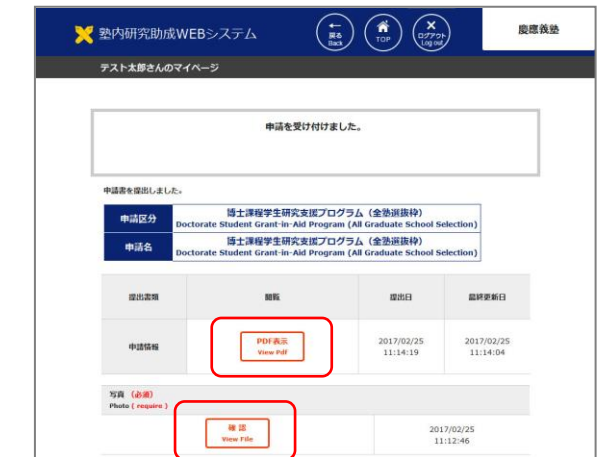 塾内研究助成WEBシステム
戻る
Back
TOP
ログアウト
Log out
慶應義塾
テスト太郎さんのマイページ
申請を受け付けました。
申請書を提出しました。
申請区分
博士課程学生研究支援プログラム（全塾選抜枠）
Doctorate Student Grant-in-Aid Program (All Graduate School Selection)
申請名
博士課程学生研究支援プログラム（全塾選抜枠）
Doctorate Student Grant-in-Aid Program (All Graduate School Selection)
提出書類 閲覧 提出日 最終更新日
申請情報
PDF表示
View Pdf
2017/02/25
11:14:19
2017/02/25
11:14:04
写真（必須）
Photo ( require )
確認
View File
2017/02/25
11:12:46